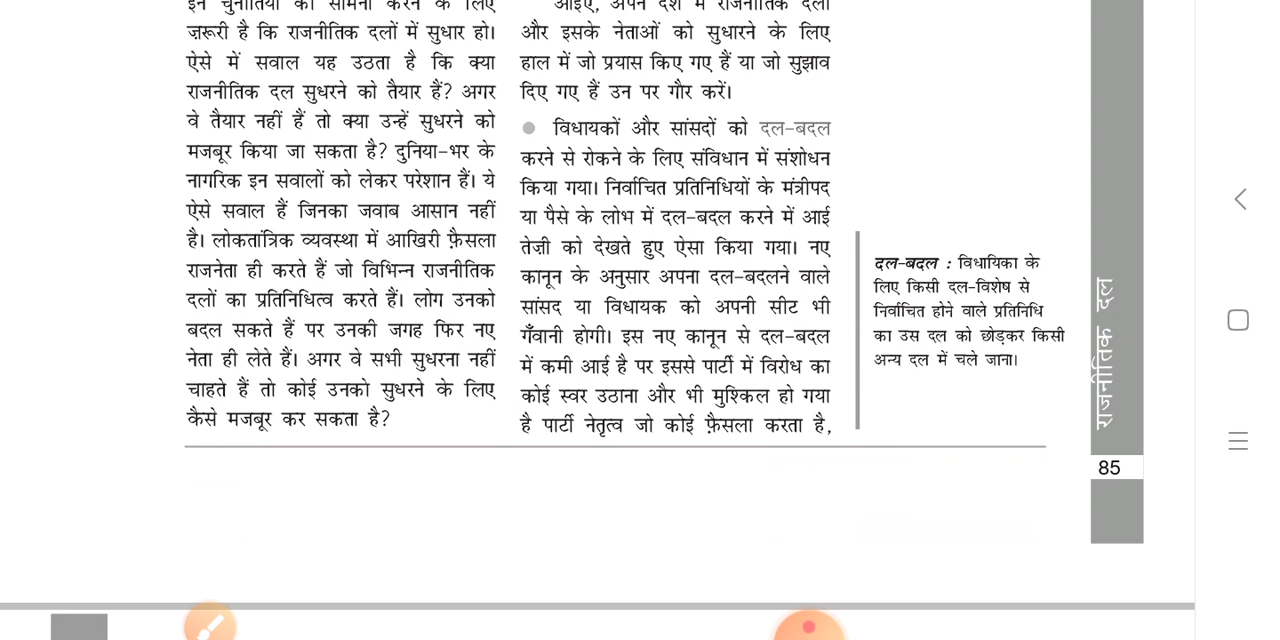 इन चुनौतियों का सामना करने के लिए
ज़रूरी है कि राजनीतिक दलों में सुधार हो।
ऐसे में सवाल यह उठता है कि क्या
राजनीतिक दल सुधरने को तैयार हैं? अगर
वे तैयार नहीं हैं तो क्या उन्हें सुधरने को
मजबूर किया जा सकता है? दुनिया-भर के
नागरिक इन सवालों को लेकर परेशान हैं। ये
ऐसे सवाल हैं जिनका जवाब आसान नहीं
है। लोकतांत्रिक व्यवस्था में आखिरी फ़ैसला
राजनेता ही करते हैं जो विभिन्न राजनीतिक
दलों का प्रतिनिधित्व करते हैं। लोग उनको
बदल सकते हैं पर उनकी जगह फिर नए
नेता ही लेते हैं। अगर वे सभी सुधरना नहीं
चाहते हैं तो कोई उनको सुधरने के लिए
कैसे मजबूर कर सकता है?
आइए, अपने देश में राजनीतिक दलों
और इसके नेताओं को सुधारने के लिए
हाल में जो प्रयास किए गए हैं या जो सुझाव
दिए गए हैं उन पर गौर करें।
● विधायकों और सांसदों को दल-बदल
करने से रोकने के लिए संविधान में संशोधन
किया गया। निर्वाचित प्रतिनिधियों के मंत्रीपद
या पैसे के लोभ में दल-बदल करने में आई
तेज़ी को देखते हुए ऐसा किया गया। नए
कानून के अनुसार अपना दल-बदलने वाले
सांसद या विधायक को अपनी सीट भी
गँवानी होगी। इस नए कानून से दल-बदल
में कमी आई है पर इससे पार्टी में विरोध का
कोई स्वर उठाना और भी मुश्किल हो गया
है पार्टी नेतृत्व जो कोई फ़ैसला करता है,
दल-बदल : विधायिका के
लिए किसी दल-विशेष से
निर्वाचित होने वाले प्रतिनिधि
का उस दल को छोड़कर किसी
अन्य दल में चले जाना।
राजनीतिक दल
85